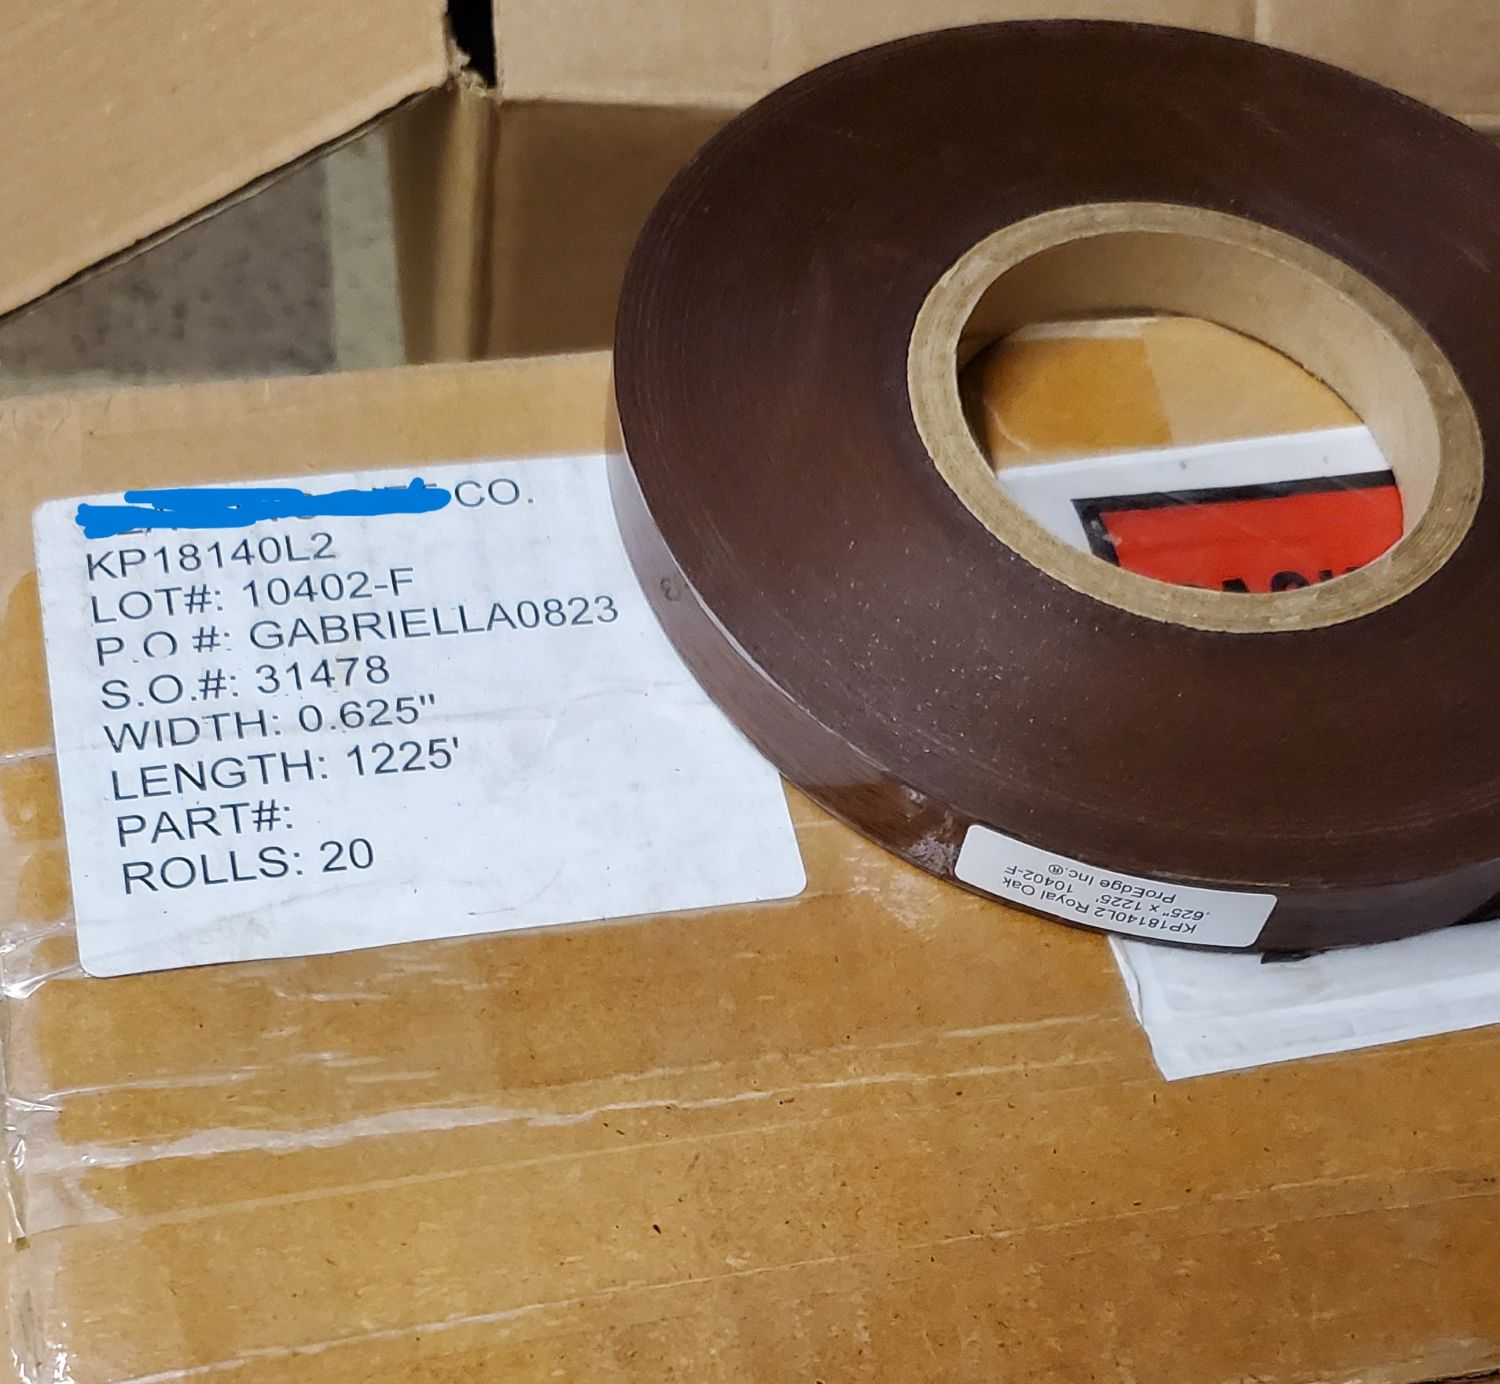 CO.
KP18140L2
LOT#: 10402-F
P.O #: GABRIELLA0823
S.O.#: 31478
WIDTH: 0.625"
LENGTH: 1225'
PART#:
ROLLS: 20
KP18140L2 Royal Oak
.625" x 1225' 10402-F
ProEdge Inc.®